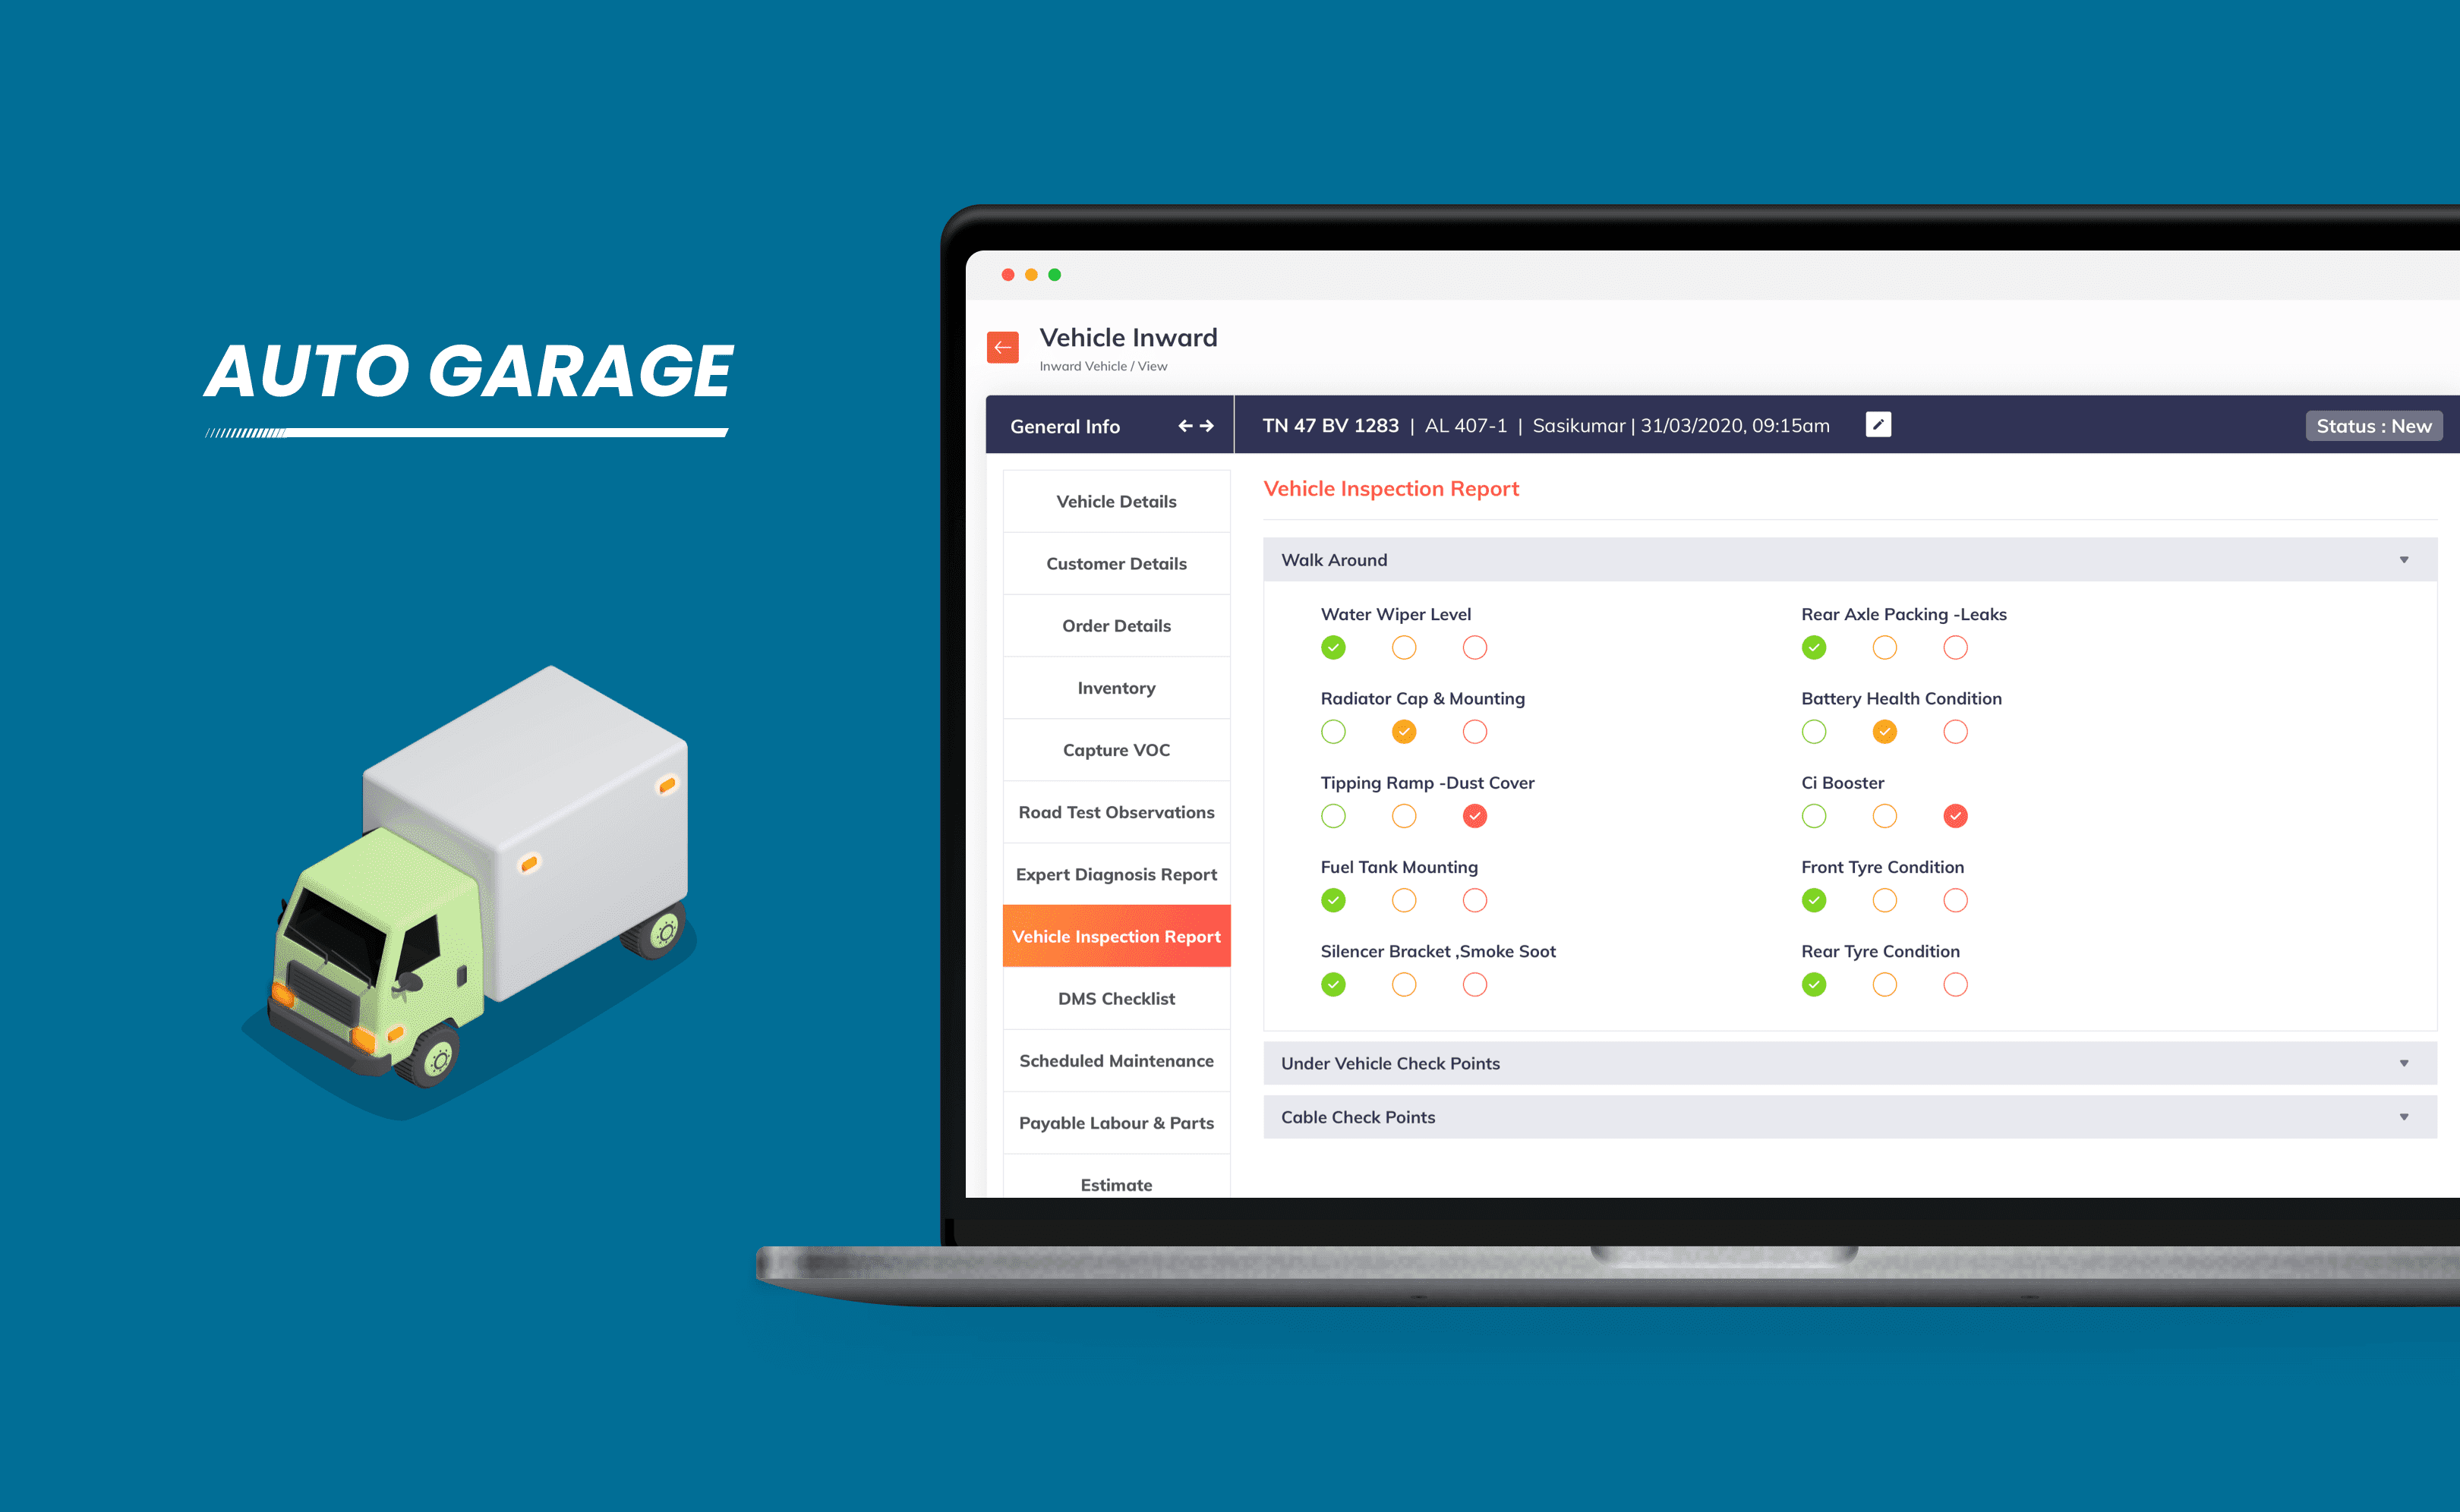 AUTO GARAGE
Vehicle Inward
Inward Vehicle / View
General Info
TN 47 BV 1283 | AL 407-1 | Sasikumar | 31/03/2020, 09:15am
Status : New
Vehicle Details
Customer Details
Order Details
Inventory
Capture VOC
Road Test Observations
Expert Diagnosis Report
Vehicle Inspection Report
DMS Checklist
Scheduled Maintenance
Payable Labour & Parts
Estimate
Vehicle Inspection Report
Walk Around
Water Wiper Level
Rear Axle Packing -Leaks
Radiator Cap & Mounting
Battery Health Condition
Tipping Ramp -Dust Cover
Ci Booster
Fuel Tank Mounting
Front Tyre Condition
Silencer Bracket ,Smoke Soot
Rear Tyre Condition
Under Vehicle Check Points
Cable Check Points